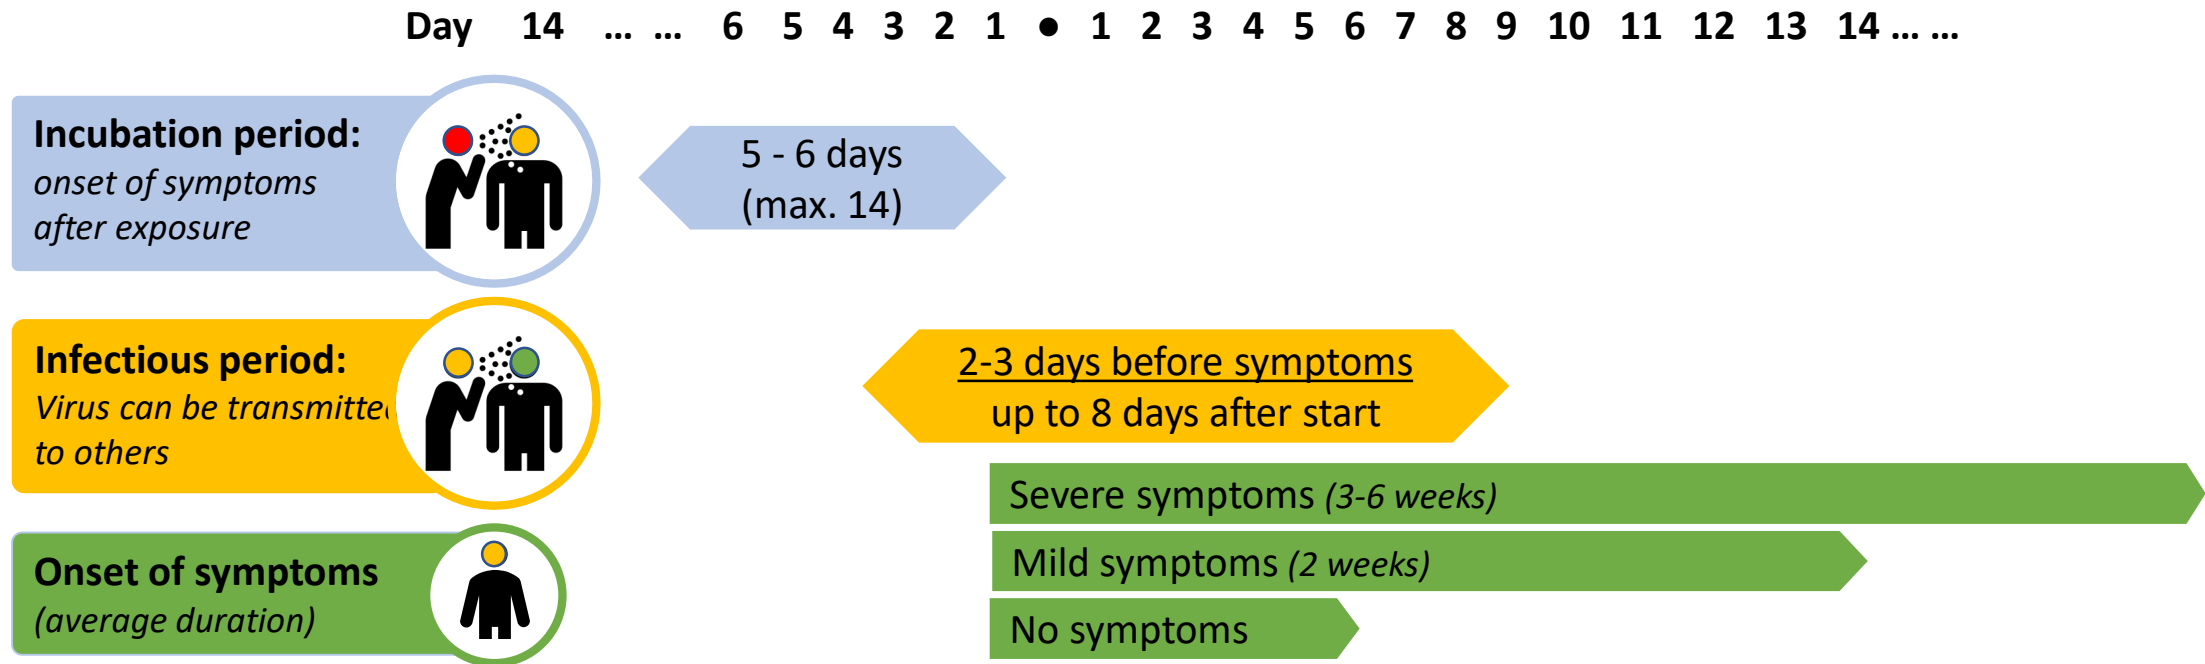 Day 14 ... ... 6 5 4 3 2 1 ● 1 2 3 4 5 6 7 8 9 10 11 12 13 14 ... ...
Incubation period:
onset of symptoms
after exposure
5 - 6 days
(max. 14)
Infectious period:
Virus can be transmitted
to others
2-3 days before symptoms
up to 8 days after start
Severe symptoms (3-6 weeks)
Onset of symptoms
(average duration)
Mild symptoms (2 weeks)
No symptoms